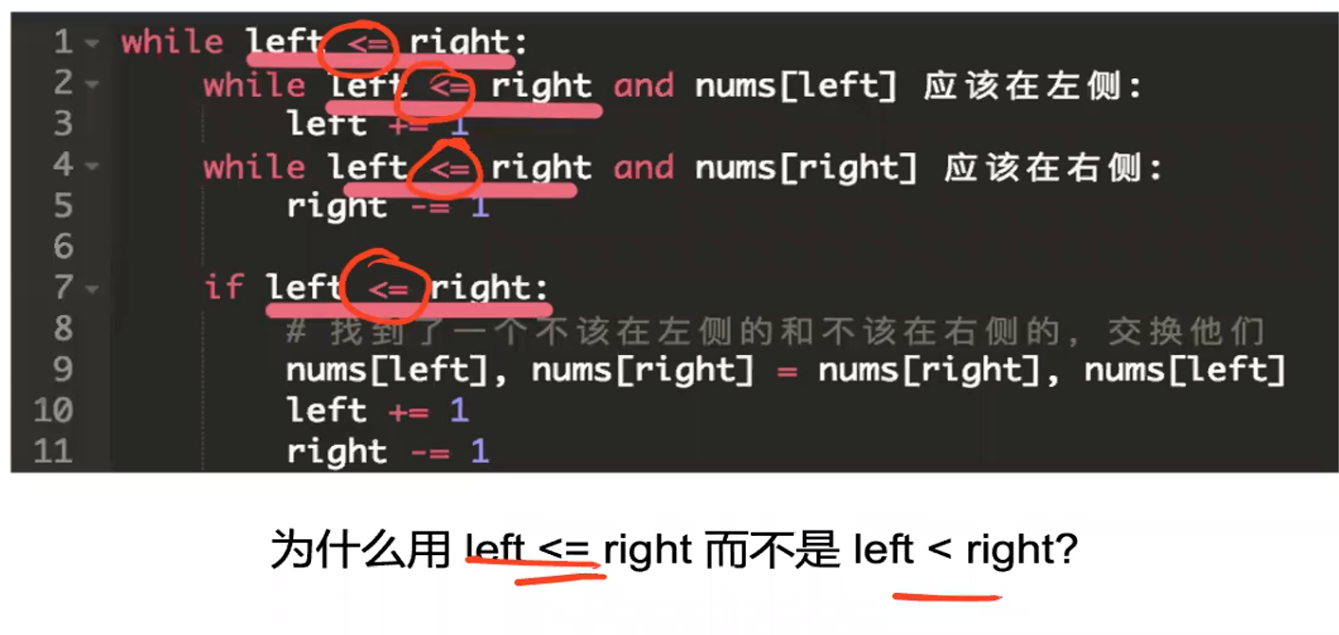 1 while left <= right:
2 while left <= right and nums[left] 应该在左侧:
3 left += 1
4 while left <= right and nums[right] 应该在右侧:
5 right -= 1
6
7 if left <= right:
8 # 找到了一个不该在左侧的和不该在右侧的，交换他们
9 nums[left], nums[right] = nums[right], nums[left]
10 left += 1
11 right -= 1
为什么用 left <= right 而不是 left < right?